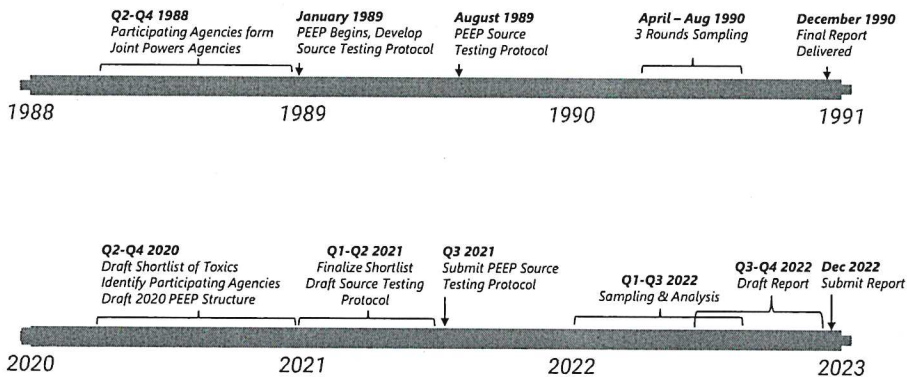 Q2-Q4 1988
Participating Agencies form
Joint Powers Agencies
January 1989
PEEP Begins, Develop
Source Testing Protocol
August 1989
PEEP Source
Testing Protocol
April – Aug 1990
3 Rounds Sampling
December 1990
Final Report
Delivered
1988
1989
1990
1991
Q2-Q4 2020
Draft Shortlist of Toxics
Identify Participating Agencies
Draft 2020 PEEP Structure
Q1-Q2 2021
Finalize Shortlist
Draft Source Testing
Protocol
Q3 2021
Submit PEEP Source
Testing Protocol
Q1-Q3 2022
Sampling & Analysis
Q3-Q4 2022
Draft Report
Dec 2022
Submit Report
2020
2021
2022
2023